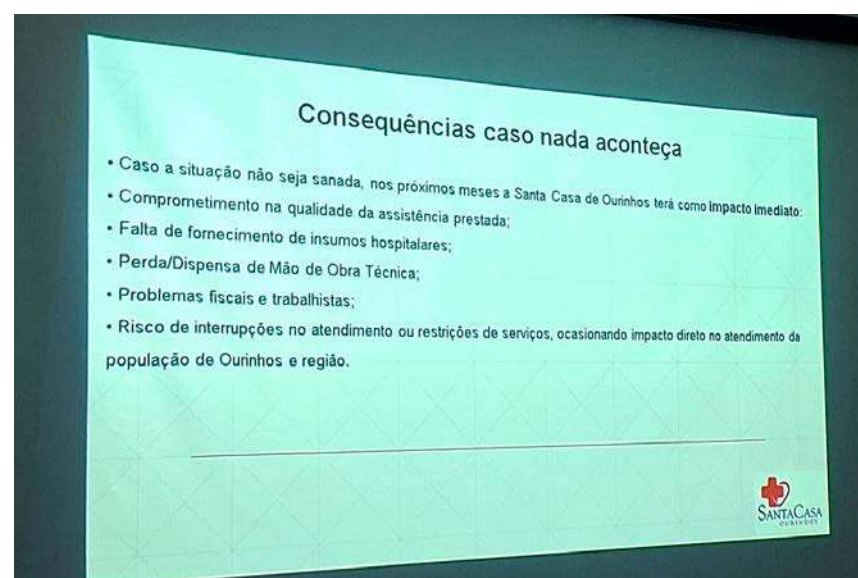 Consequências caso nada aconteça
• Caso a situação não seja sanada, nos próximos meses a Santa Casa de Ourinhos terá como impacto imediato:
• Comprometimento na qualidade da assistência prestada;
• Falta de fornecimento de insumos hospitalares;
• Perda/Dispensa de Mão de Obra Técnica;
• Problemas fiscais e trabalhistas;
• Risco de interrupções no atendimento ou restrições de serviços, ocasionando impacto direto no atendimento da
população de Ourinhos e região.
SANTACASA
OURINHOS